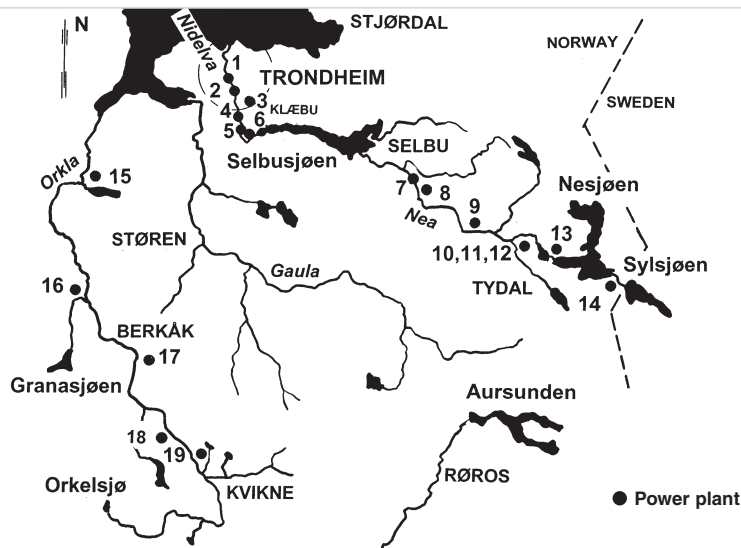 N
Nidelva
STJØRDAL
NORWAY
1
TRONDHEIM
2
3
SWEDEN
4
KLÆBU
5
6
Selbusjøen
SELBU
Orkla
15
7
8
Nesjøen
Nea
9
STØREN
10,11,12
13
Gaula
Sylsjøen
16
TYDAL
14
BERKÅK
17
Granasjøen
Aursunden
18
19
Orkelsjø
KVIKNE
RØROS
Power plant